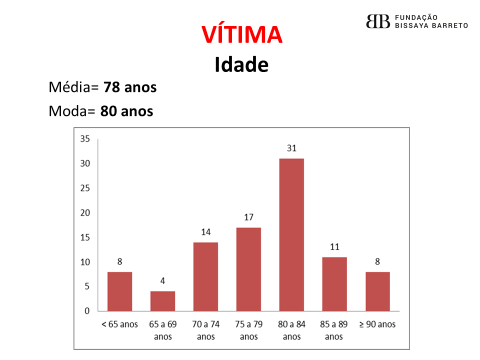 FUNDAÇÃO
BISSAYA BARRETO
VÍTIMA
Idade
Média= 78 anos
Moda= 80 anos
35
30
25
20
15
10
5
0
8
4
14
17
31
11
8
< 65 anos
65 a 69
anos
70 a 74
anos
75 a 79
anos
80 a 84
anos
85 a 89
anos
≥ 90 anos